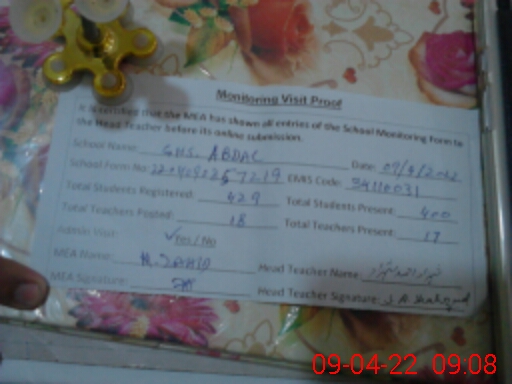 Monitoring Visit Proof
It is certified that the MEA has shown all entries of the School Monitoring Form to
the Head Teacher before its online submission.
School Name: GHS. ABDAL Date: 09/4/2022
School Form No: EMIS Code: 34110031
Total Students Registered: 429 Total Students Present: 400
Total Teachers Posted: 18 Total Teachers Present: 17
Admin Visit: ✓Yes / No
MEA Name: Head Teacher Name:
MEA Signature: Head Teacher Signature:
09-04-22 09:08